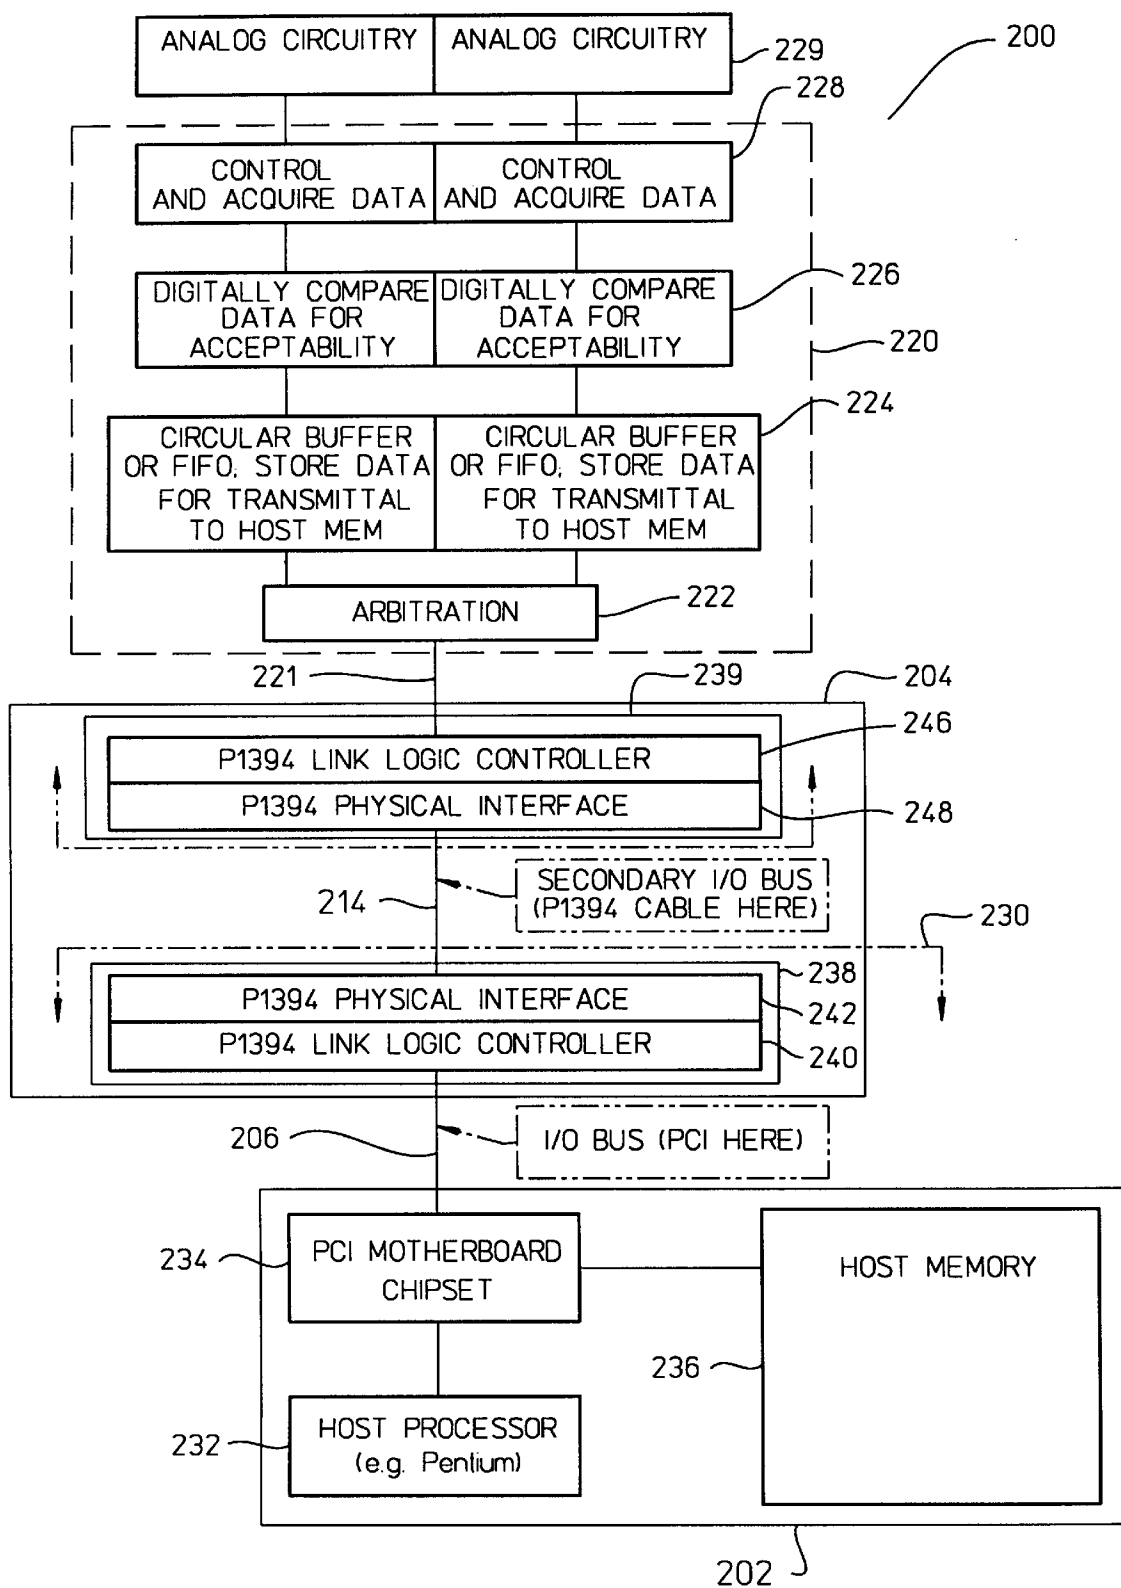 ANALOG CIRCUITRY
ANALOG CIRCUITRY
229
200
228
CONTROL
AND ACQUIRE DATA
CONTROL
AND ACQUIRE DATA
226
DIGITALLY COMPARE
DATA FOR
ACCEPTABILITY
DIGITALLY COMPARE
DATA FOR
ACCEPTABILITY
220
224
CIRCULAR BUFFER
OR FIFO; STORE DATA
FOR TRANSMITTAL
TO HOST MEM
CIRCULAR BUFFER
OR FIFO; STORE DATA
FOR TRANSMITTAL
TO HOST MEM
ARBITRATION
222
221
239
204
P1394 LINK LOGIC CONTROLLER
246
P1394 PHYSICAL INTERFACE
248
214
SECONDARY I/O BUS
(P1394 CABLE HERE)
230
238
P1394 PHYSICAL INTERFACE
242
P1394 LINK LOGIC CONTROLLER
240
206
I/O BUS (PCI HERE)
234
PCI MOTHERBOARD
CHIPSET
HOST MEMORY
236
232
HOST PROCESSOR
(e.g. Pentium)
202